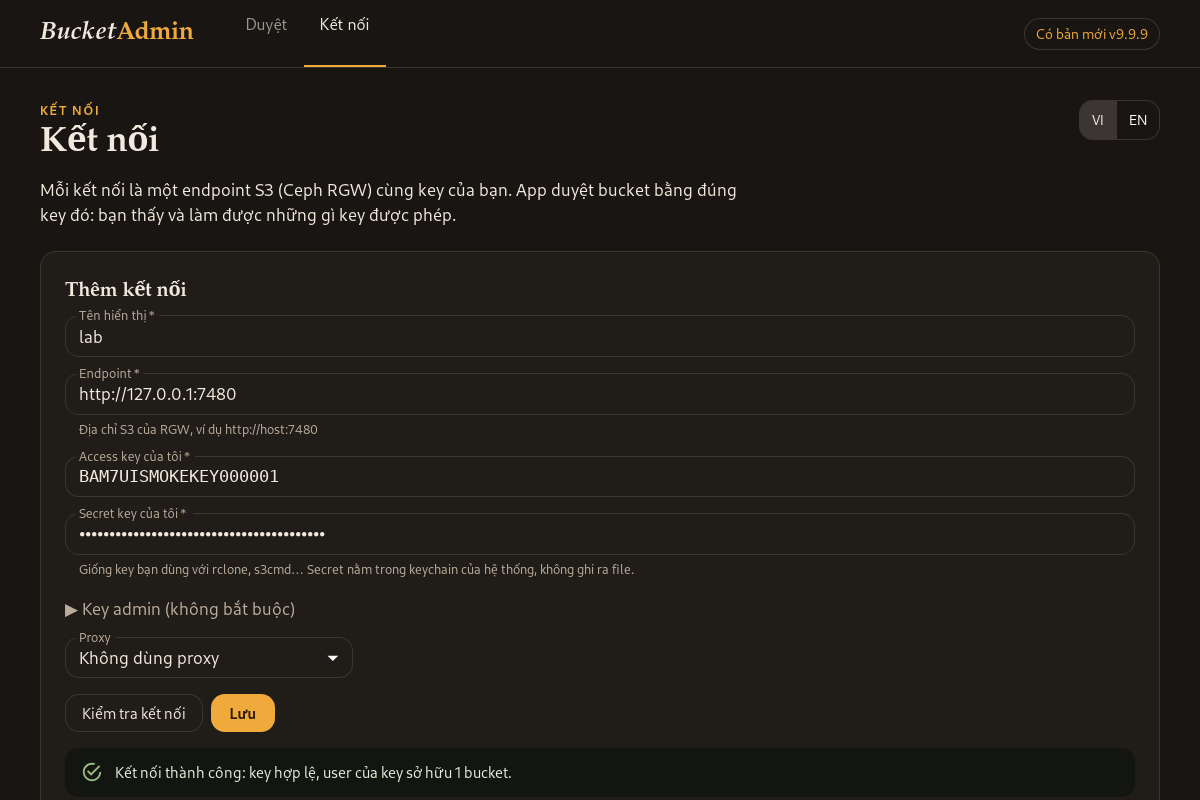 BucketAdmin
Duyệt
Kết nối
Có bản mới v9.9.9
KẾT NỐI
Kết nối
VI
EN
Mỗi kết nối là một endpoint S3 (Ceph RGW) cùng key của bạn. App duyệt bucket bằng đúng
key đó: bạn thấy và làm được những gì key được phép.
Thêm kết nối
Tên hiển thị *
lab
Endpoint *
http://127.0.0.1:7480
Địa chỉ S3 của RGW, ví dụ http://host:7480
Access key của tôi *
BAM7UISMOKEKEY000001
Secret key của tôi *
Giống key bạn dùng với rclone, s3cmd... Secret nằm trong keychain của hệ thống, không ghi ra file.
▶ Key admin (không bắt buộc)
Proxy
Không dùng proxy
Kiểm tra kết nối
Lưu
Kết nối thành công: key hợp lệ, user của key sở hữu 1 bucket.